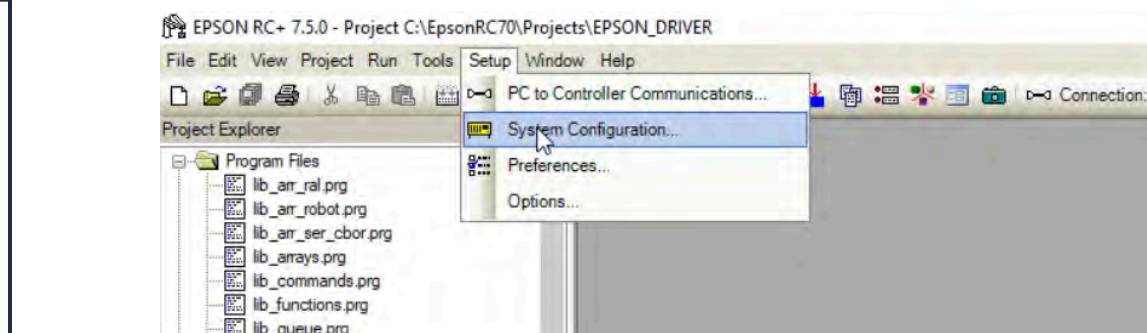 EPSON RC+ 7.5.0 - Project C:\EpsonRC70\Projects\EPSON_DRIVER
File Edit View Project Run Tools Setup Window Help
PC to Controller Communications...
Connection:
Project Explorer
System Configuration...
Program Files
Preferences...
lib_arr_ral.prg
Options...
lib_arr_robot.prg
lib_arr_ser_cbor.prg
lib_arrays.prg
lib_commands.prg
lib_functions.prg
lib_queue.prg